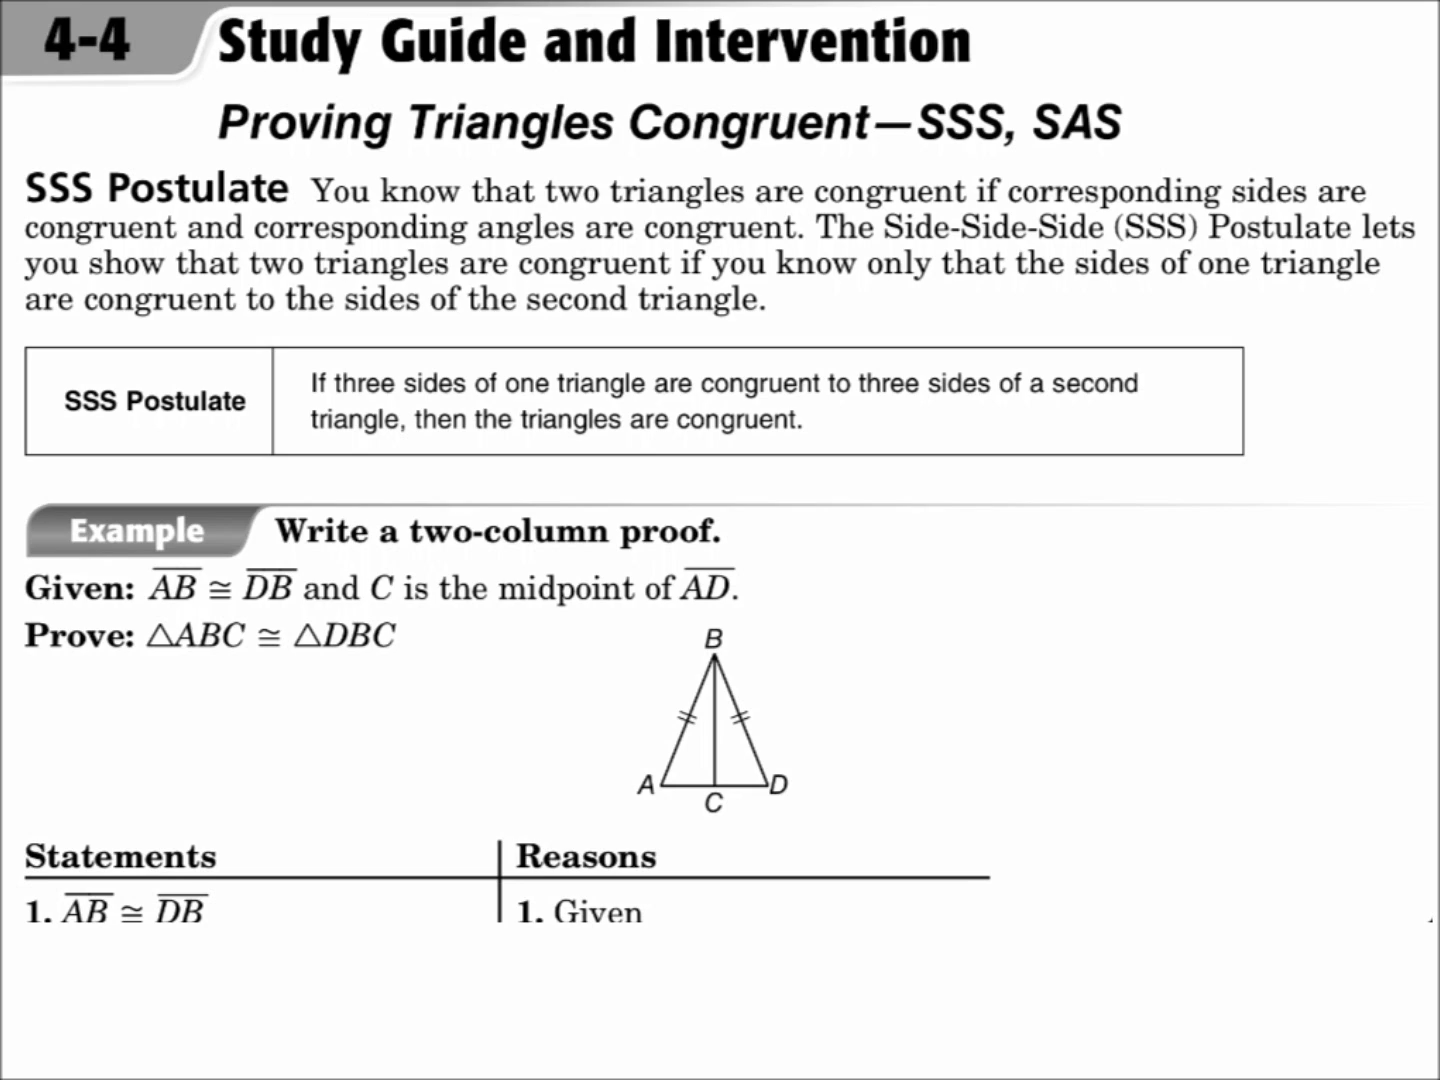 4-4 Study Guide and Intervention
Proving Triangles Congruent—SSS, SAS
SSS Postulate You know that two triangles are congruent if corresponding sides are
congruent and corresponding angles are congruent. The Side-Side-Side (SSS) Postulate lets
you show that two triangles are congruent if you know only that the sides of one triangle
are congruent to the sides of the second triangle.
SSS Postulate
If three sides of one triangle are congruent to three sides of a second
triangle, then the triangles are congruent.
Example Write a two-column proof.
Given: A̅B̅ ≅ D̅B̅ and C is the midpoint of A̅D̅.
Prove: △ABC ≅ △DBC
B
A
D
C
Statements Reasons
1. A̅B̅ ≅ D̅B̅ 1. Given